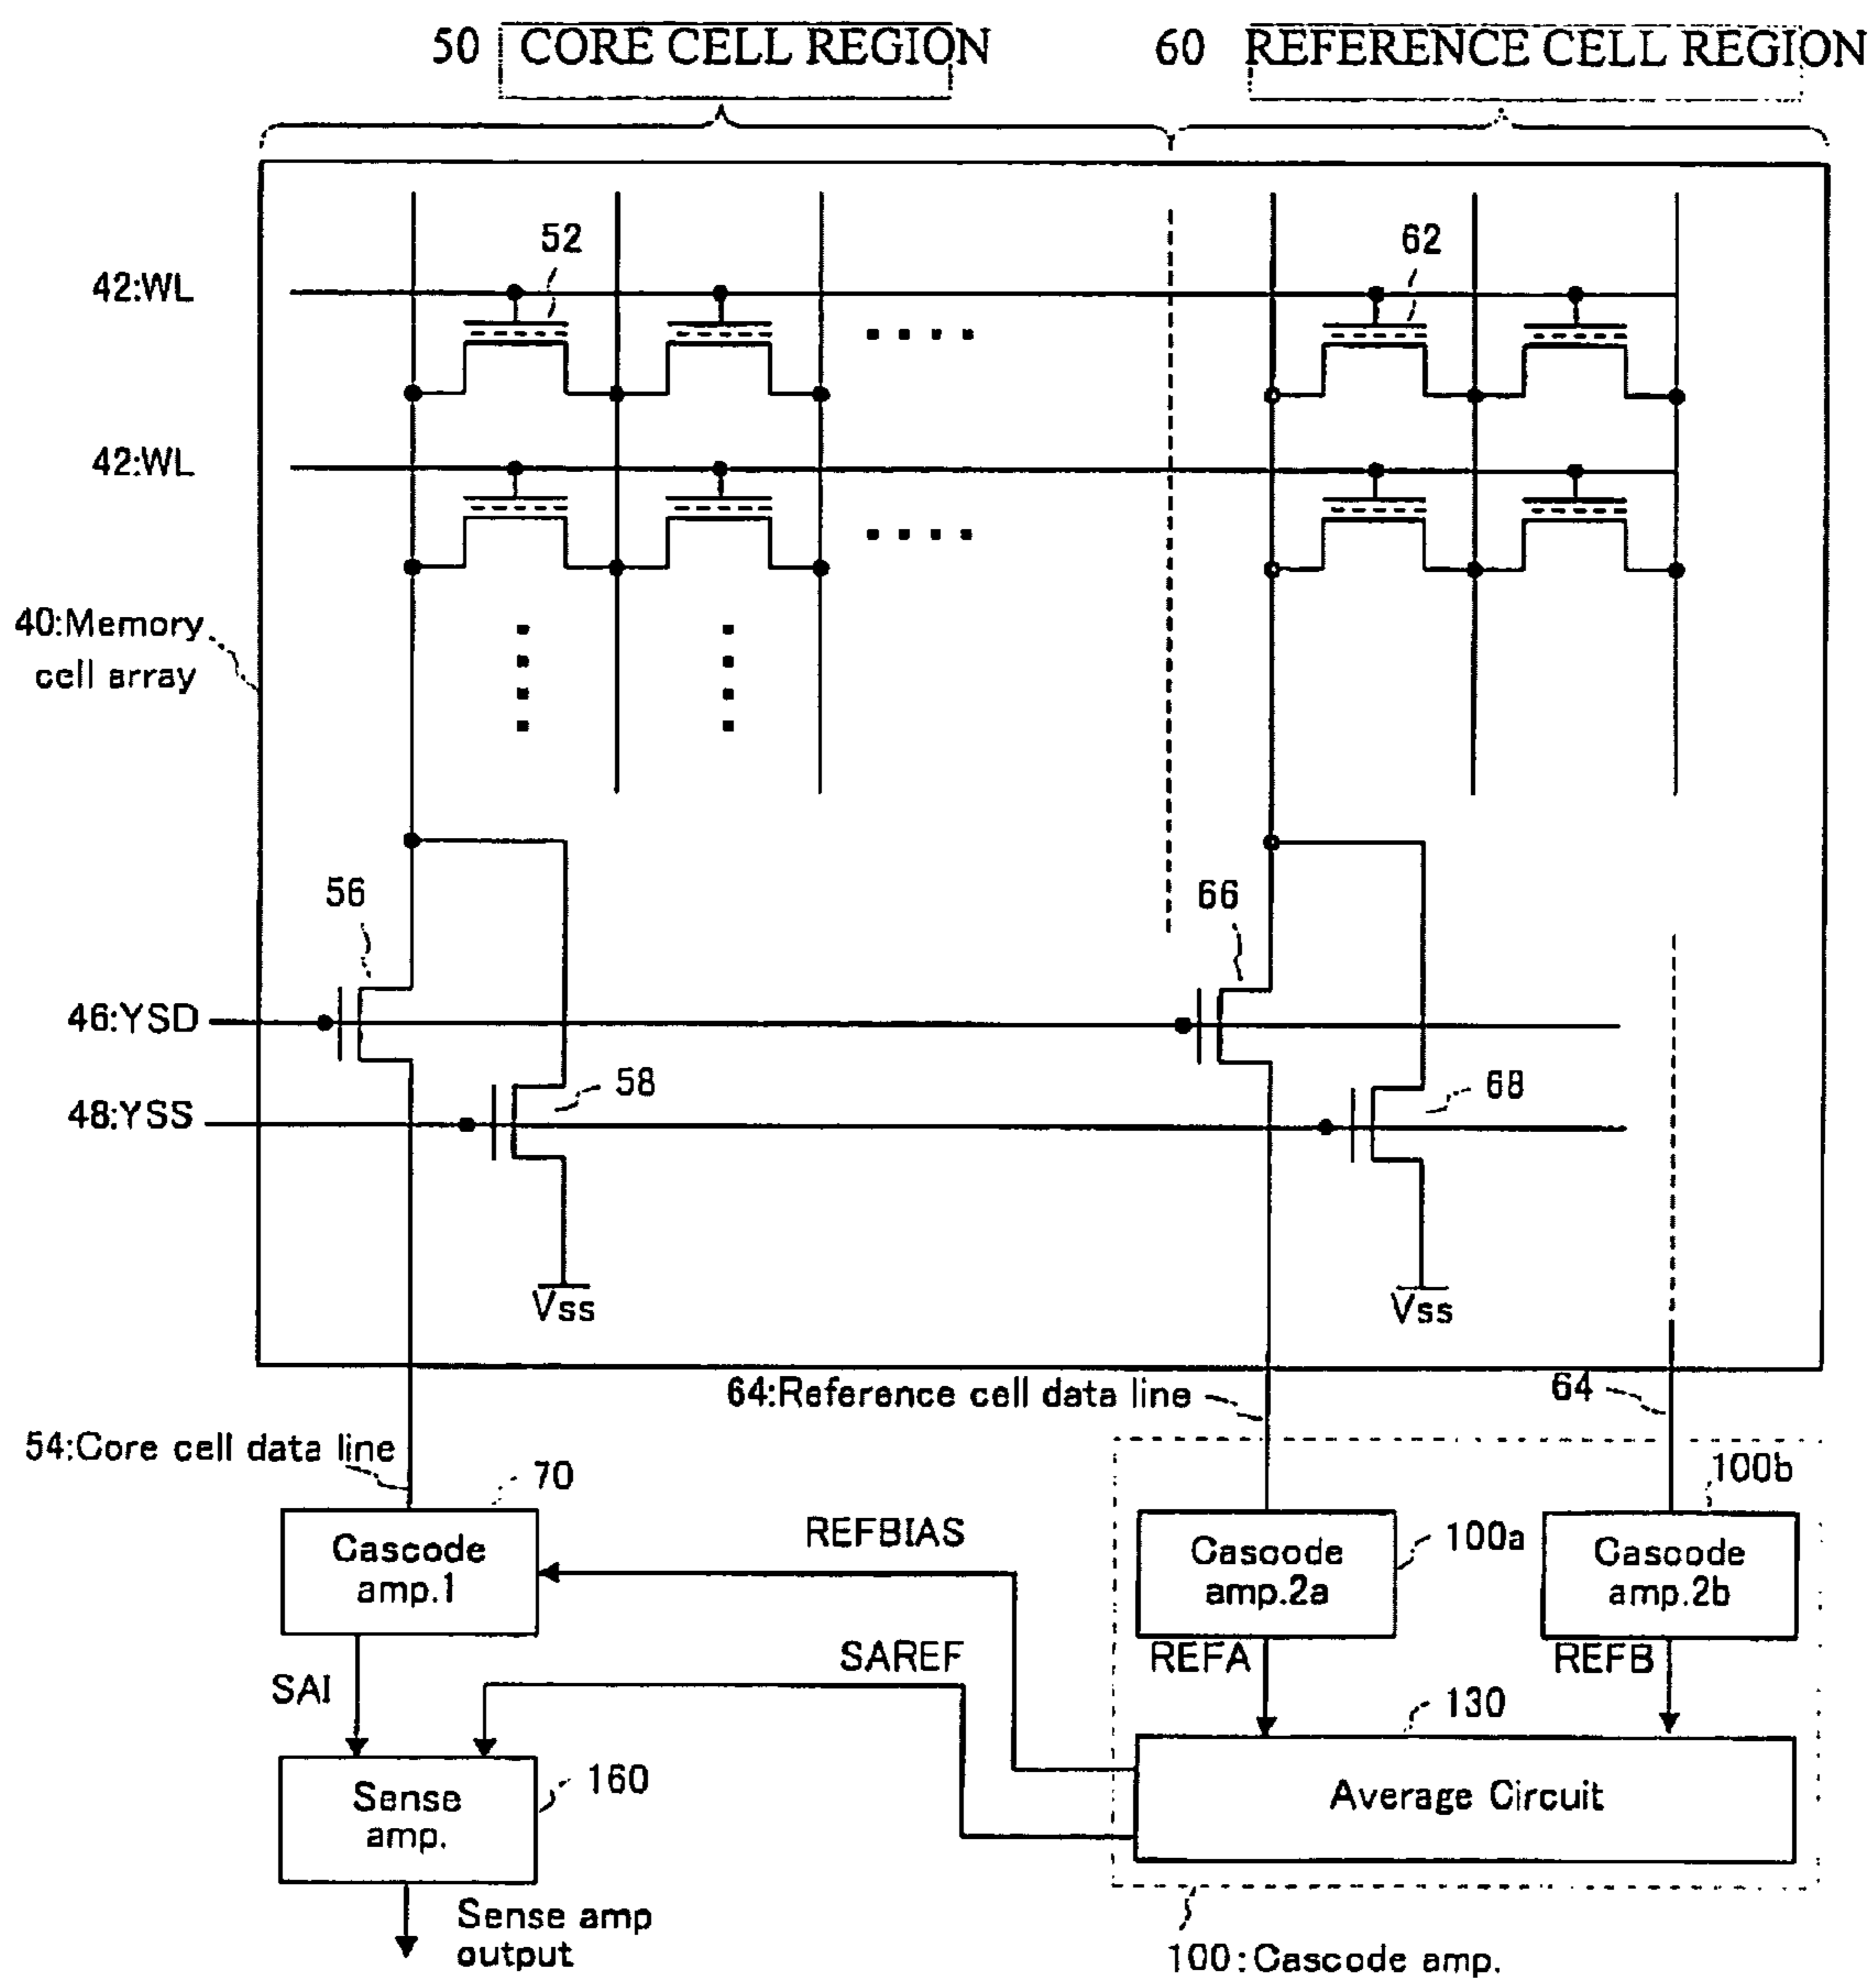 50 CORE CELL REGION
60 REFERENCE CELL REGION
52
62
42:WL
42:WL
40:Memory
cell array
56
66
46:YSD
58
68
48:YSS
Vss
Vss
64:Reference cell data line
64
54:Core cell data line
70
100b
REFBIAS
Cascode
amp.1
Cascode
amp.2a
100a
Cascode
amp.2b
SAREF
REFA
REFB
SAI
130
160
Sense
amp.
Average Circuit
Sense amp
output
100:Cascode amp.